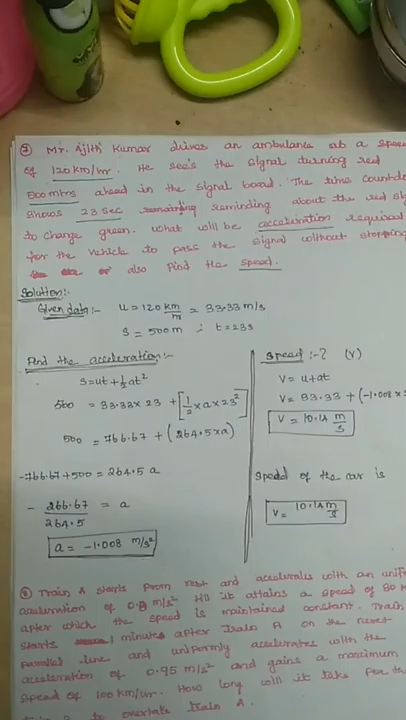 ③ Mr. Ajith Kumar drives an ambulance at a speed
of 120 km/hr. He see's the signal turning red
500 mtrs ahead in the signal board. The time countdo
shows 23 sec reminding about the red si
to change green. What will be acceleration required
for the vehicle to pass the signal without stopping
also find the speed.
Solution:-
Given data:- u = 120 km/h = 33.33 m/s
s = 500 m ∴ t = 23s
Find the acceleration:-
s = ut + ½ at²
500 = 33.33 x 23 + [½ x a x 23²]
500 = 766.67 + (264.5 x a)
-766.67 + 500 = 264.5 a
- 266.67 / 264.5 = a
a = -1.008 m/s²
Speed :- ? (v)
v = u + at
v = 33.33 + (-1.008 x
v = 10.14 m/s
Speed of the car is
v = 10.14 m/s
Train A starts from rest and accelerates with an unifo
acceleration of 0.8 m/s² till it attains a speed of 80
after which the speed is maintained constant. Train
starts 1 minute after Train A on the next
parallel line and uniformly accelerates with the
acceleration of 0.95 m/s² and gains a maximum
speed of 100 km/hr. How long will it take for
to overtake train A.